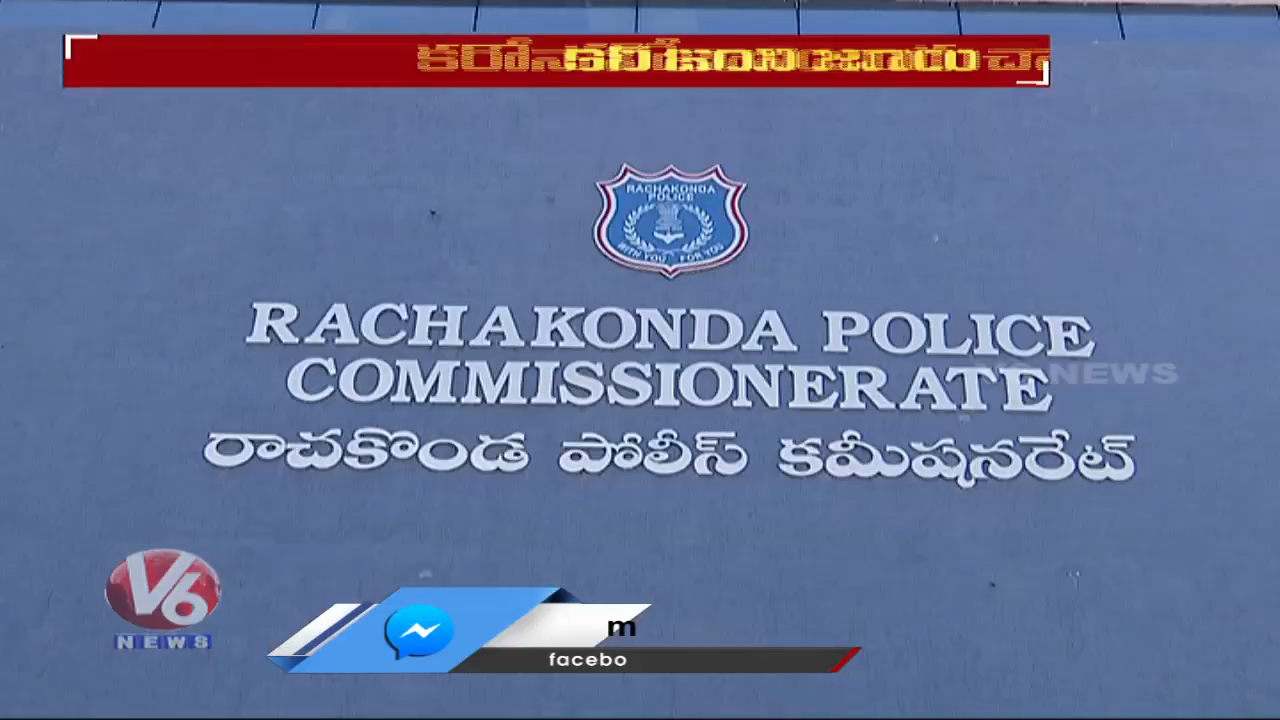 RACHAKONDA
POLICE
WITH YOU FOR YOU
RACHAKONDA POLICE
COMMISSIONERATE
రాచకొండ పోలీస్ కమీషనరేట్
NEWS
V6
NEWS
m
facebo